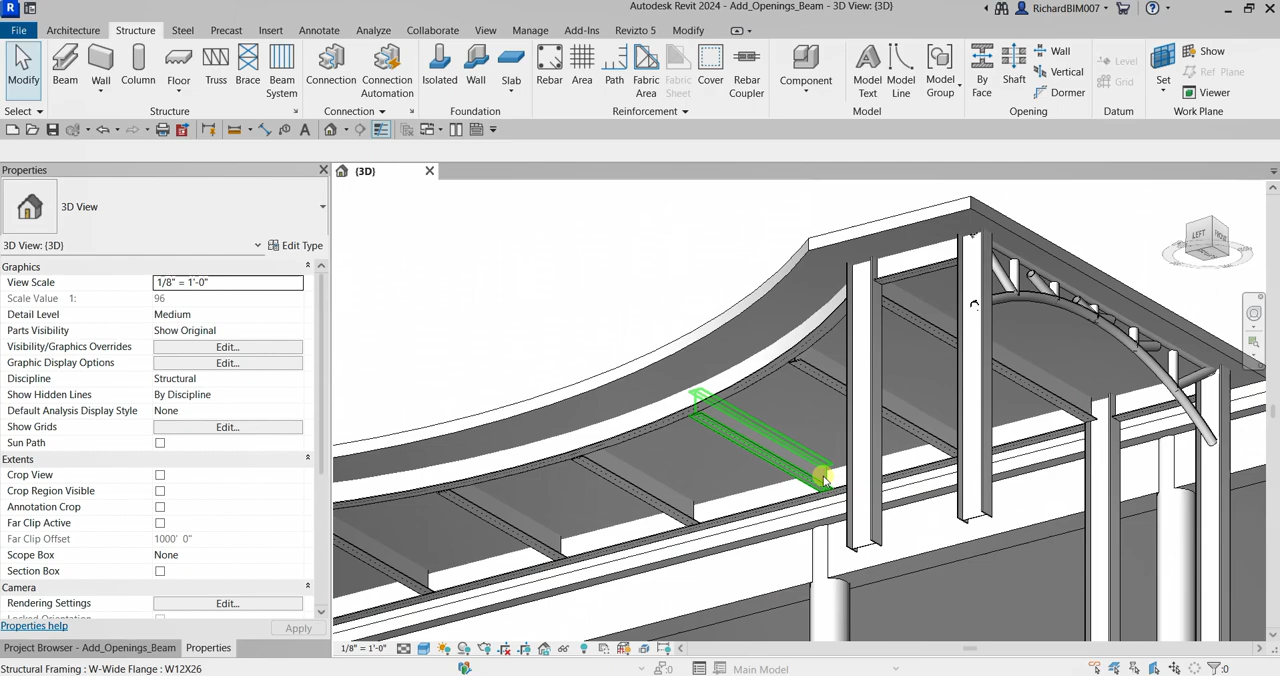 Autodesk Revit 2024 - Add_Openings_Beam - 3D View: {3D}
RichardBIM007
File Architecture Structure Steel Precast Insert Annotate Analyze Collaborate View Manage Add-Ins Revizto 5 Modify
Modify Beam Wall Column Floor Truss Brace Beam System Connection Connection Automation Isolated Wall Slab Rebar Area Path Fabric Area Fabric Sheet Cover Rebar Coupler Component Model Text Model Line Model Group By Face Shaft Wall Vertical Dormer Level Grid Set Show Ref Plane Viewer
Select Structure Connection Foundation Reinforcement Model Opening Datum Work Plane
Properties
{3D}
3D View
3D View: {3D} Edit Type
Graphics
View Scale 1/8" = 1'-0"
Scale Value 1: 96
Detail Level Medium
Parts Visibility Show Original
Visibility/Graphics Overrides Edit...
Graphic Display Options Edit...
Discipline Structural
Show Hidden Lines By Discipline
Default Analysis Display Style None
Show Grids Edit...
Sun Path
Extents
Crop View
Crop Region Visible
Annotation Crop
Far Clip Active
Far Clip Offset 1000' 0"
Scope Box None
Section Box
Camera
Rendering Settings Edit...
Locked Orientation
Properties help Apply
Project Browser - Add_Openings_Beam Properties
1/8" = 1'-0"
Structural Framing : W-Wide Flange : W12X26
:0
Main Model
:0
LEFT
FRONT